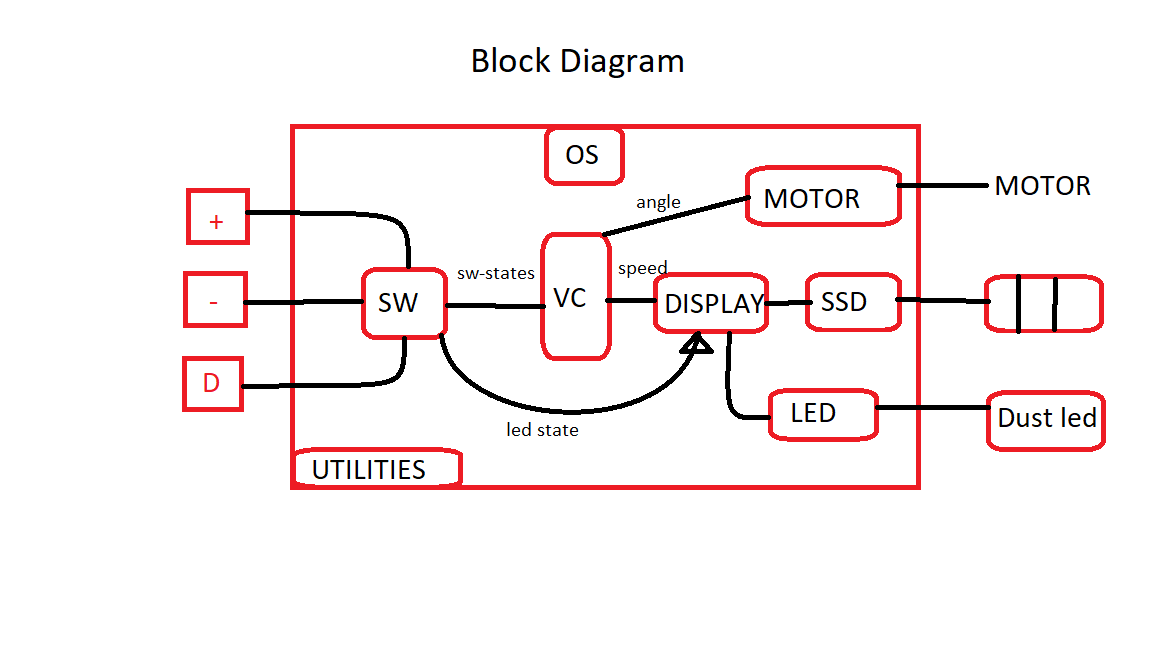 Block Diagram
OS
+
angle
MOTOR
MOTOR
-
SW
sw-states
VC
speed
DISPLAY
SSD
D
led state
LED
Dust led
UTILITIES